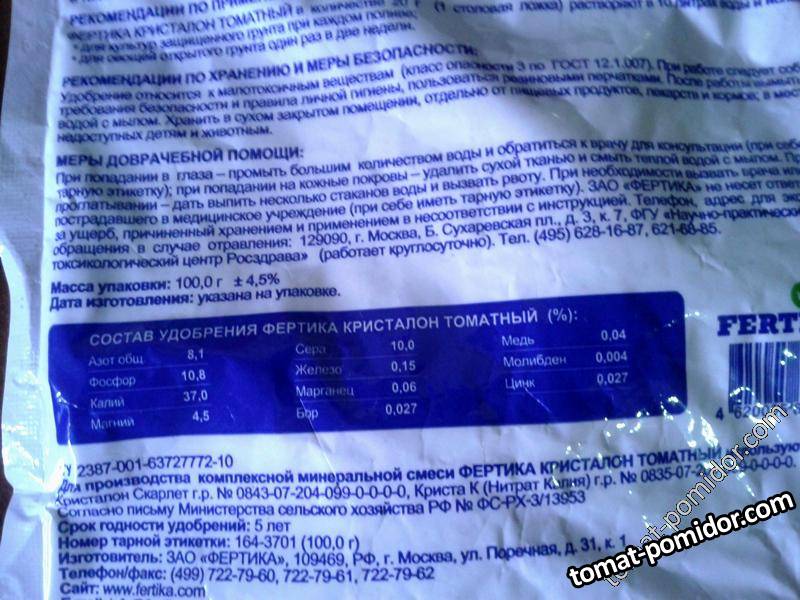 РЕКОМЕНДАЦИИ ПО в количестве 20 г (1 столовая ложка) растворяют в 10 литрах воды и
ФЕРТИКА КРИСТАЛОН ТОМАТНЫЙ
* для культур защищенного грунта при каждом поливе;
* для овощей открытого грунта один раз в две недели.
РЕКОМЕНДАЦИИ ПО ХРАНЕНИЮ И МЕРЫ БЕЗОПАСНОСТИ:
Удобрение относится к малотоксичным веществам (класс опасности 3 по ГОСТ 12.1.007). При работе следует
требования безопасности и правила личной гигиены, пользоваться резиновыми перчатками. После работы вымыть
водой с мылом. Хранить в сухом закрытом помещении, отдельно от пищевых продуктов, лекарств и кормов; в
недоступных детям и животным.
МЕРЫ ДОВРАЧЕБНОЙ ПОМОЩИ:
При попадании в глаза – промыть большим количеством воды и обратиться к врачу для консультации (при себе
тарную этикетку); при попадании на кожные покровы – удалить сухой тканью и смыть теплой водой с мылом. При
проглатывании – дать выпить несколько стаканов воды и вызвать рвоту. При необходимости вызвать врача
пострадавшего в медицинское учреждение (при себе иметь тарную этикетку). ЗАО «ФЕРТИКА» не несет
за ущерб, причиненный хранением и применением в несоответствии с инструкцией. Телефон, адрес для
обращения в случае отравления: 129090, г. Москва, Б. Сухаревская пл., д. 3, к. 7, ФГУ «Научно-практический
токсикологический центр Росздрава» (работает круглосуточно). Тел. (495) 628-16-87, 621-68-85.
Масса упаковки: 100,0 г ± 4,5%
Дата изготовления: указана на упаковке.
СОСТАВ УДОБРЕНИЯ ФЕРТИКА КРИСТАЛОН ТОМАТНЫЙ (%):
Азот общ. 8,1 Сера 10,0 Медь 0,04
Фосфор 10,8 Железо 0,15 Молибден 0,004
Калий 37,0 Марганец 0,06 Цинк 0,027
Магний 4,5 Бор 0,027
FERT
ТУ 2387-001-63727772-10
Для производства комплексной минеральной смеси ФЕРТИКА КРИСТАЛОН ТОМАТНЫЙ
Кристалон Скарлет г.р. № 0843-07-204-099-0-0-0-0, Криста К (Нитрат Калия) г.р. №
Согласно письму Министерства сельского хозяйства РФ № ФС-РХ-3/13953
Срок годности удобрений: 5 лет
Номер тарной этикетки: 164-3701 (100,0 г)
Изготовитель: ЗАО «ФЕРТИКА», 109469, РФ, г. Москва, ул. Поречная, д. 31, к. 1
Телефон/факс: (499) 722-79-60, 722-79-61, 722-79-62
Сайт: www.fertika.com
tomat-pomidor.com
tomat-pomidor.com